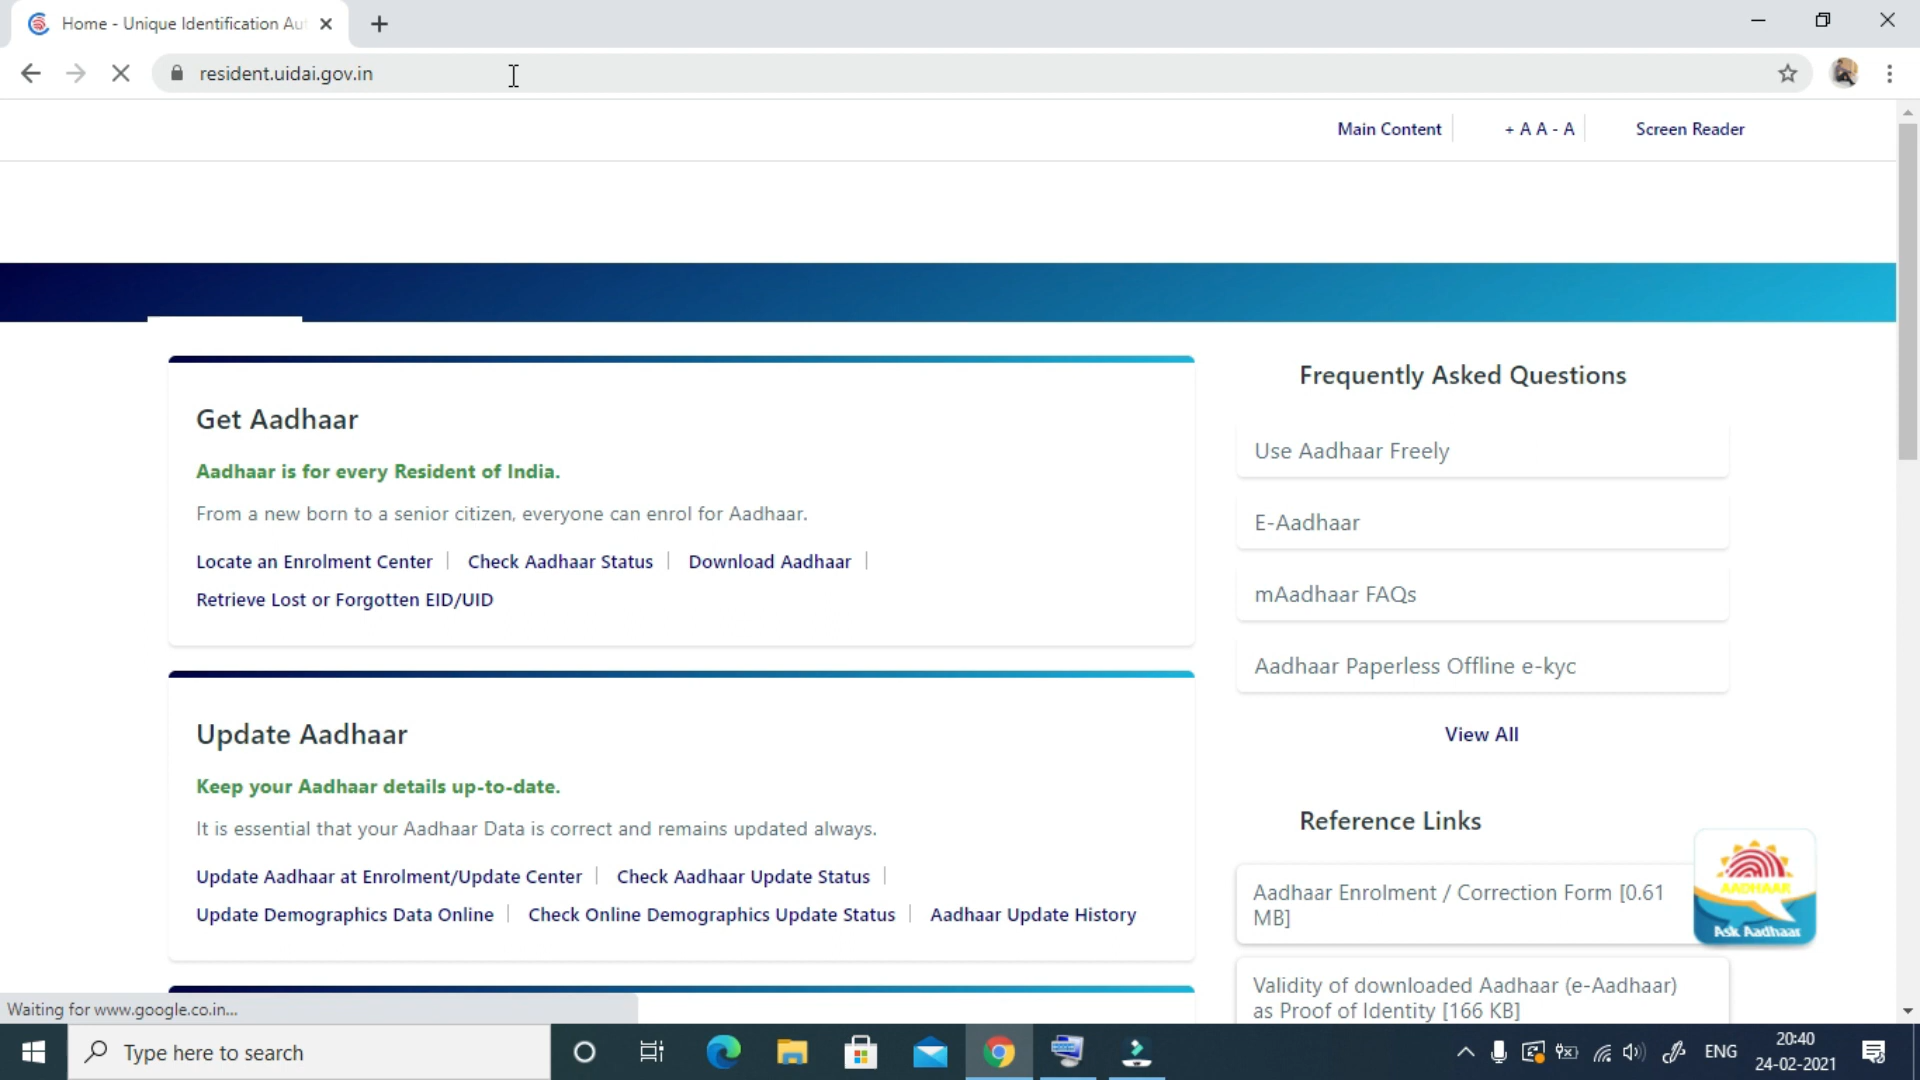 Home - Unique Identification Au
resident.uidai.gov.in
Main Content
+ A A - A
Screen Reader
Get Aadhaar
Aadhaar is for every Resident of India.
From a new born to a senior citizen, everyone can enrol for Aadhaar.
Locate an Enrolment Center
Check Aadhaar Status
Download Aadhaar
Retrieve Lost or Forgotten EID/UID
Update Aadhaar
Keep your Aadhaar details up-to-date.
It is essential that your Aadhaar Data is correct and remains updated always.
Update Aadhaar at Enrolment/Update Center
Check Aadhaar Update Status
Update Demographics Data Online
Check Online Demographics Update Status
Aadhaar Update History
Frequently Asked Questions
Use Aadhaar Freely
E-Aadhaar
mAadhaar FAQs
Aadhaar Paperless Offline e-kyc
View All
Reference Links
Aadhaar Enrolment / Correction Form [0.61
MB]
Validity of downloaded Aadhaar (e-Aadhaar)
as Proof of Identity [166 KB]
AADHAAR
Ask Aadhaar
Waiting for www.google.co.in...
Type here to search
ENG
20:40
24-02-2021